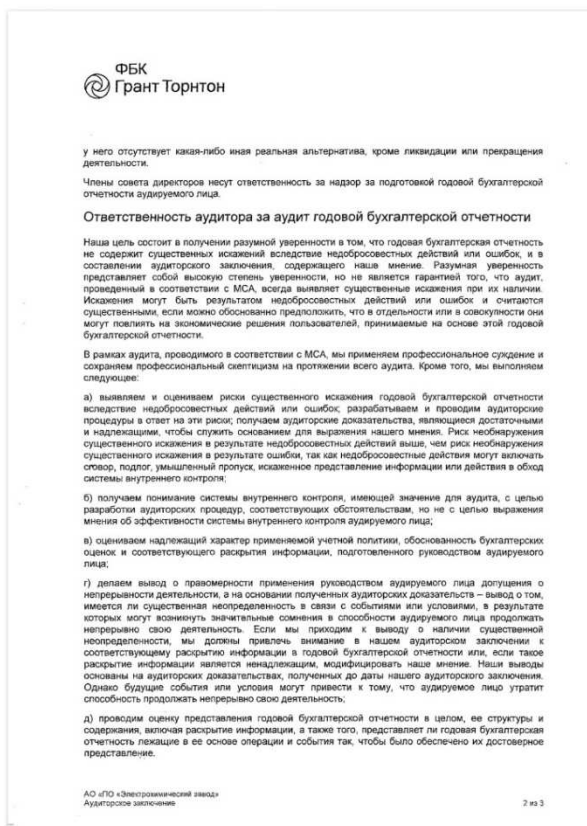 ФБК
Грант Торнтон
у него отсутствует какая-либо иная реальная альтернатива, кроме ликвидации или прекращения
деятельности.
Члены совета директоров несут ответственность за надзор за подготовкой годовой бухгалтерской
отчетности аудируемого лица.
Ответственность аудитора за аудит годовой бухгалтерской отчетности
Наша цель состоит в получении разумной уверенности в том, что годовая бухгалтерская отчетность
не содержит существенных искажений вследствие недобросовестных действий или ошибок, и в
составлении аудиторского заключения, содержащего наше мнение. Разумная уверенность
представляет собой высокую степень уверенности, но не является гарантией того, что аудит,
проведенный в соответствии с МСА, всегда выявляет существенные искажения при их наличии.
Искажения могут быть результатом недобросовестных действий или ошибок и считаются
существенными, если можно обоснованно предположить, что в отдельности или в совокупности они
могут повлиять на экономические решения пользователей, принимаемые на основе этой годовой
бухгалтерской отчетности.
В рамках аудита, проводимого в соответствии с МСА, мы применяем профессиональное суждение и
сохраняем профессиональный скептицизм на протяжении всего аудита. Кроме того, мы выполняем
следующее:
а) выявляем и оцениваем риски существенного искажения годовой бухгалтерской отчетности
вследствие недобросовестных действий или ошибок; разрабатываем и проводим аудиторские
процедуры в ответ на эти риски; получаем аудиторские доказательства, являющиеся достаточными
и надлежащими, чтобы служить основанием для выражения нашего мнения. Риск необнаружения
существенного искажения в результате недобросовестных действий выше, чем риск необнаружения
существенного искажения в результате ошибки, так как недобросовестные действия могут включать
сговор, подлог, умышленный пропуск, искаженное представление информации или действия в обход
системы внутреннего контроля;
б) получаем понимание системы внутреннего контроля, имеющей значение для аудита, с целью
разработки аудиторских процедур, соответствующих обстоятельствам, но не с целью выражения
мнения об эффективности системы внутреннего контроля аудируемого лица;
в) оцениваем надлежащий характер применяемой учетной политики, обоснованность бухгалтерских
оценок и соответствующего раскрытия информации, подготовленного руководством аудируемого
лица;
г) делаем вывод о правомерности применения руководством аудируемого лица допущения о
непрерывности деятельности, а на основании полученных аудиторских доказательств – вывод о том,
имеется ли существенная неопределенность в связи с событиями или условиями, в результате
которых могут возникнуть значительные сомнения в способности аудируемого лица продолжать
непрерывно свою деятельность. Если мы приходим к выводу о наличии существенной
неопределенности, мы должны привлечь внимание в нашем аудиторском заключении к
соответствующему раскрытию информации в годовой бухгалтерской отчетности или, если такое
раскрытие информации является ненадлежащим, модифицировать наше мнение. Наши выводы
основаны на аудиторских доказательствах, полученных до даты нашего аудиторского заключения.
Однако будущие события или условия могут привести к тому, что аудируемое лицо утратит
способность продолжать непрерывно свою деятельность;
д) проводим оценку представления годовой бухгалтерской отчетности в целом, ее структуры и
содержания, включая раскрытие информации, а также того, представляет ли годовая бухгалтерская
отчетность лежащие в ее основе операции и события так, чтобы было обеспечено их достоверное
представление.
АО «ПО «Электрохимический завод»
Аудиторское заключение
2 из 3